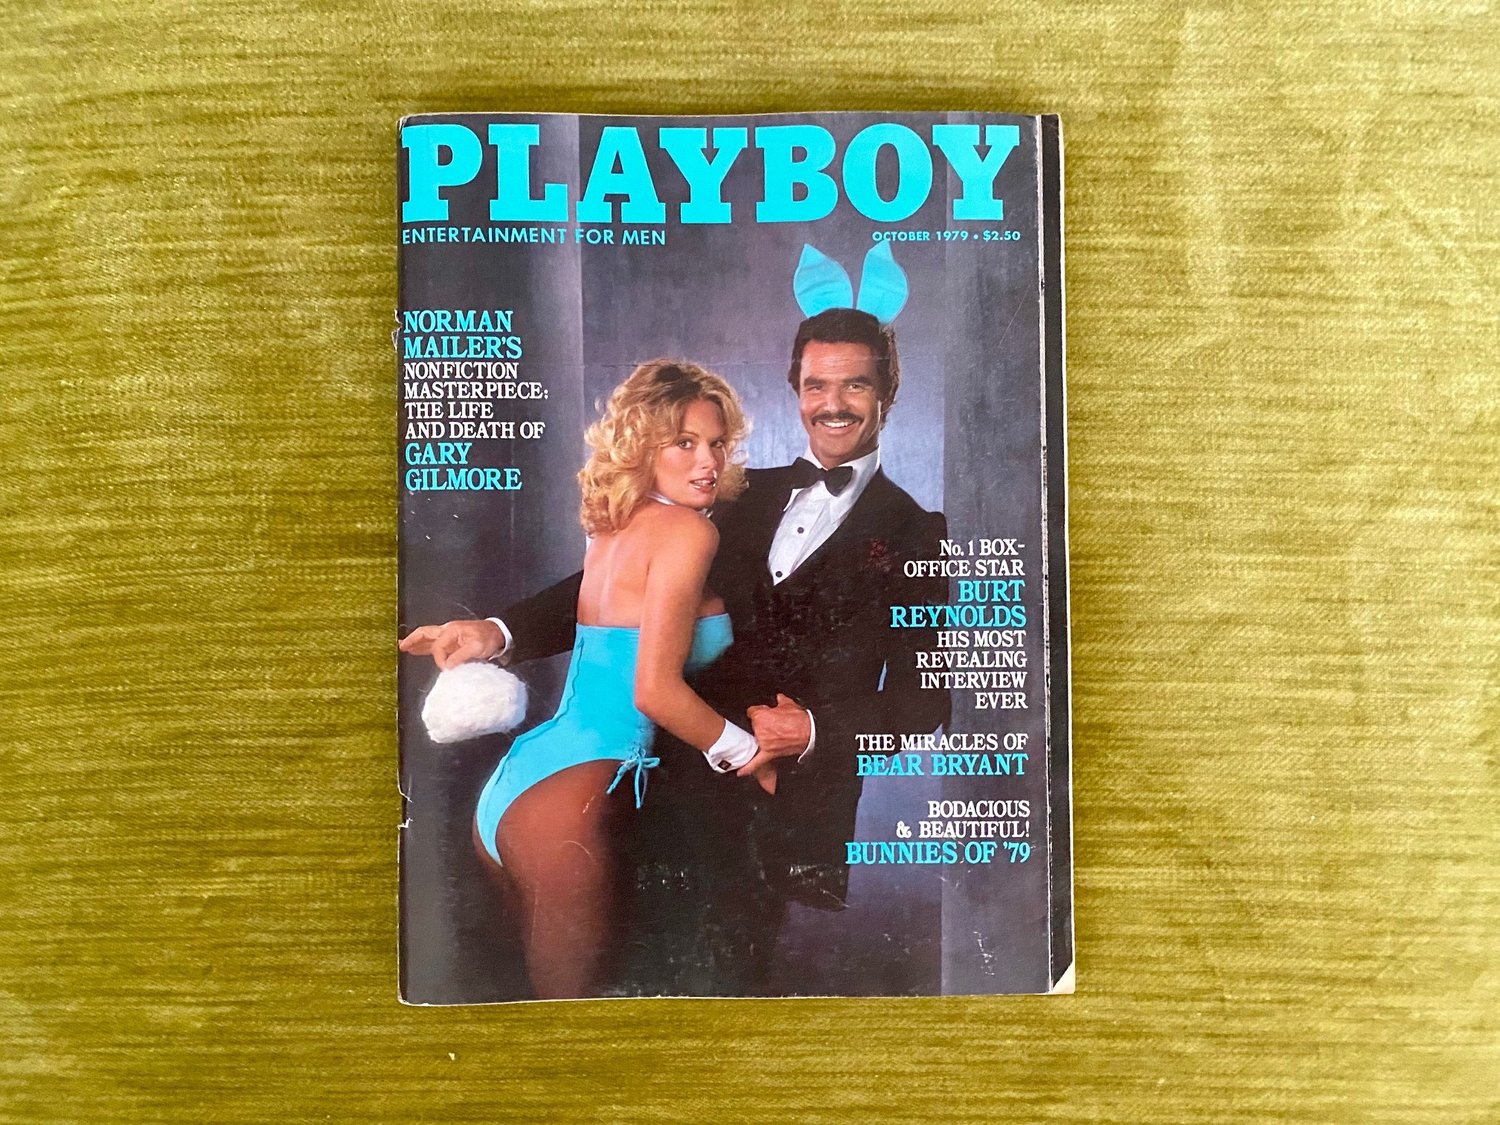 PLAYBOY
ENTERTAINMENT FOR MEN
OCTOBER 1979 • $2.50
NORMAN
MAILER'S
NONFICTION
MASTERPIECE:
THE LIFE
AND DEATH OF
GARY
GILMORE
No. 1 BOX-
OFFICE STAR
BURT
REYNOLDS
HIS MOST
REVEALING
INTERVIEW
EVER
THE MIRACLES OF
BEAR BRYANT
BODACIOUS
& BEAUTIFUL!
BUNNIES OF '79